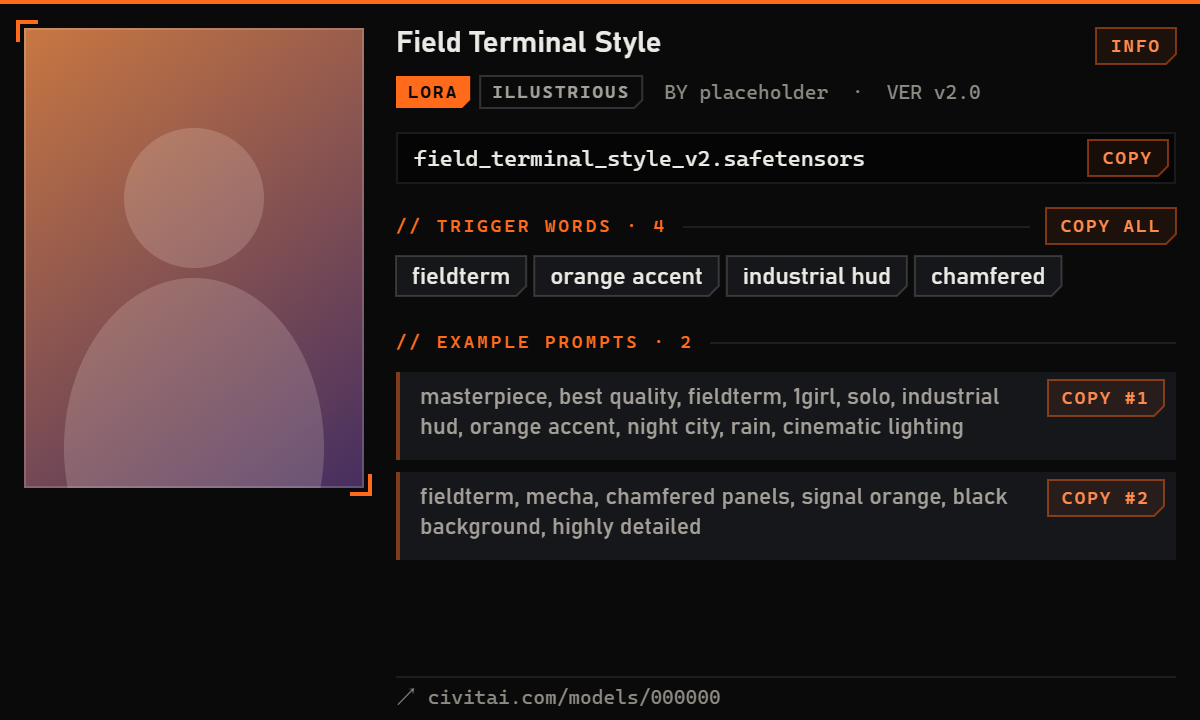 Field Terminal Style
INFO
LORA ILLUSTRIOUS BY placeholder · VER v2.0
field_terminal_style_v2.safetensors
COPY
// TRIGGER WORDS · 4
COPY ALL
fieldterm orange accent industrial hud chamfered
// EXAMPLE PROMPTS · 2
masterpiece, best quality, fieldterm, 1girl, solo, industrial
hud, orange accent, night city, rain, cinematic lighting
COPY #1
fieldterm, mecha, chamfered panels, signal orange, black
background, highly detailed
COPY #2
civitai.com/models/000000